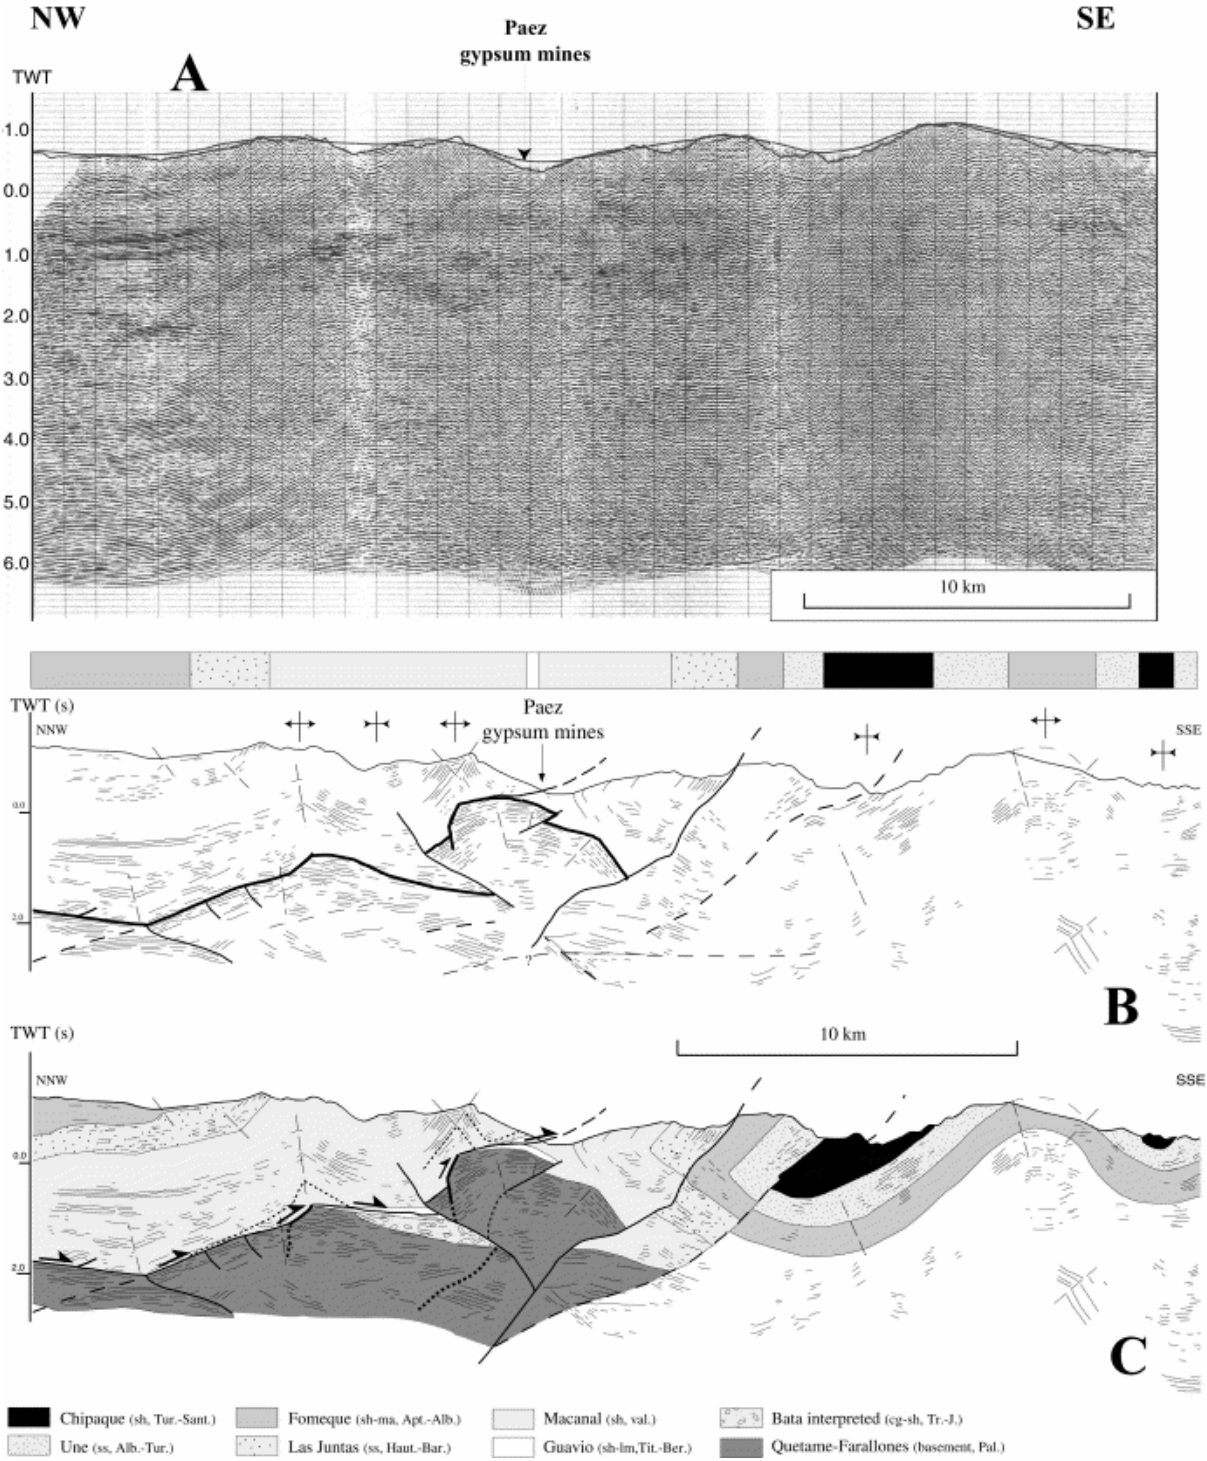 NW
SE
Paez
gypsum mines
A
TWT
1.0
0.0
1.0
2.0
3.0
4.0
5.0
6.0
10 km
TWT (s)
NNW
Paez
gypsum mines
SSE
0.0
2.0
?
B
TWT (s)
10 km
NNW
SSE
0.0
2.0
C
Chipaque (sh, Tur.-Sant.)
Fomeque (sh-ma, Apt.-Alb.)
Macanal (sh, val.)
Bata interpreted (cg-sh, Tr.-J.)
Une (ss, Alb.-Tur.)
Las Juntas (ss, Haut.-Bar.)
Guavio (sh-lm,Tit.-Ber.)
Quetame-Farallones (basement, Pal.)